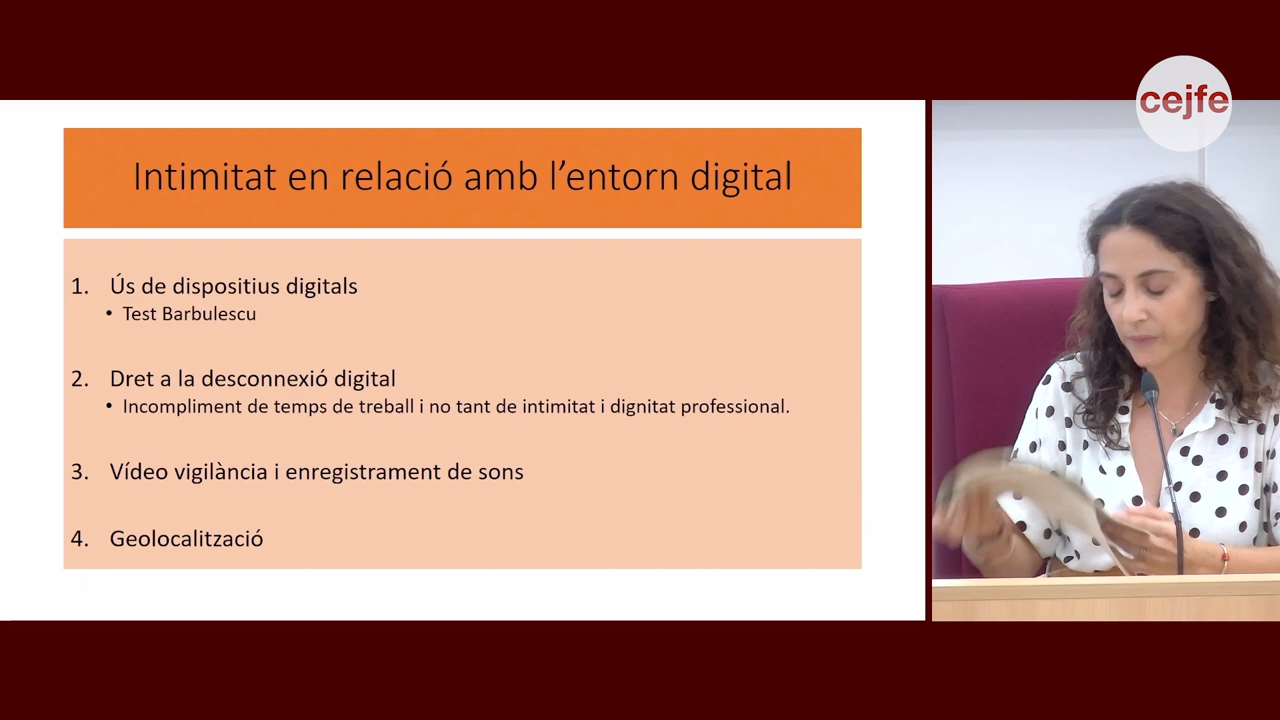 cejfe
Intimitat en relació amb l’entorn digital
1. Ús de dispositius digitals
• Test Barbulescu
2. Dret a la desconnexió digital
• Incompliment de temps de treball i no tant de intimitat i dignitat professional.
3. Vídeo vigilància i enregistrament de sons
4. Geolocalització